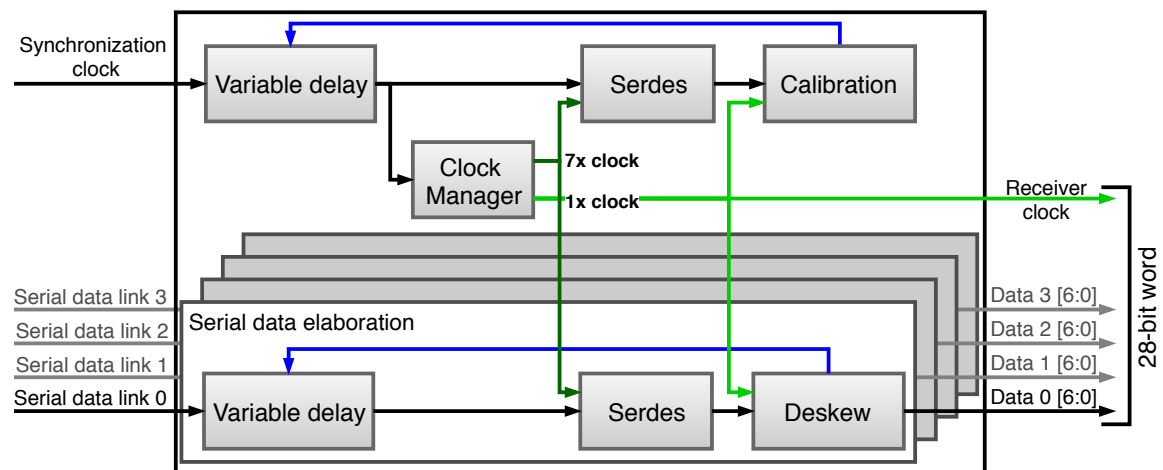 Synchronization
clock
Variable delay
Serdes
Calibration
Clock
Manager
7x clock
1x clock
Receiver
clock
Serial data link 3
Serial data link 2
Serial data link 1
Serial data link 0
Serial data elaboration
Variable delay
Serdes
Deskew
Data 3 [6:0]
Data 2 [6:0]
Data 1 [6:0]
Data 0 [6:0]
28-bit word